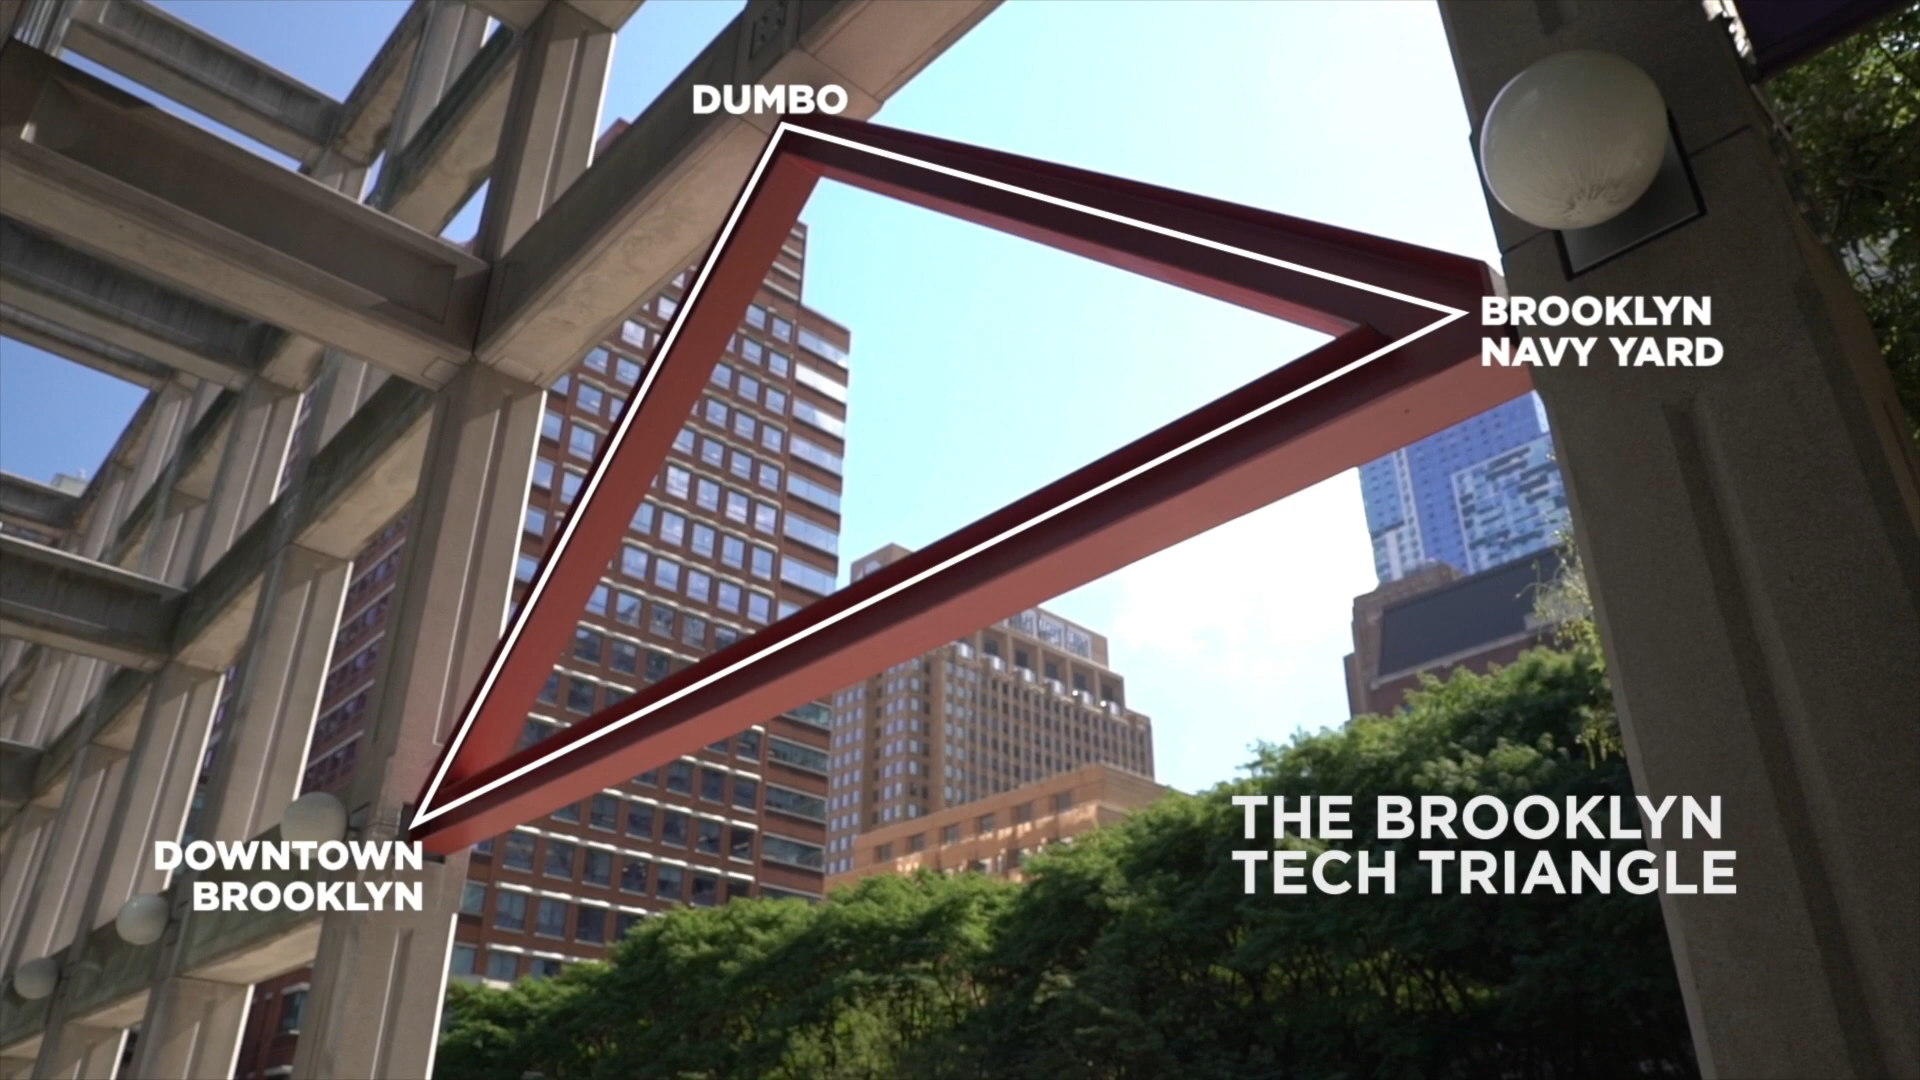 DUMBO
BROOKLYN
NAVY YARD
DOWNTOWN
BROOKLYN
THE BROOKLYN
TECH TRIANGLE